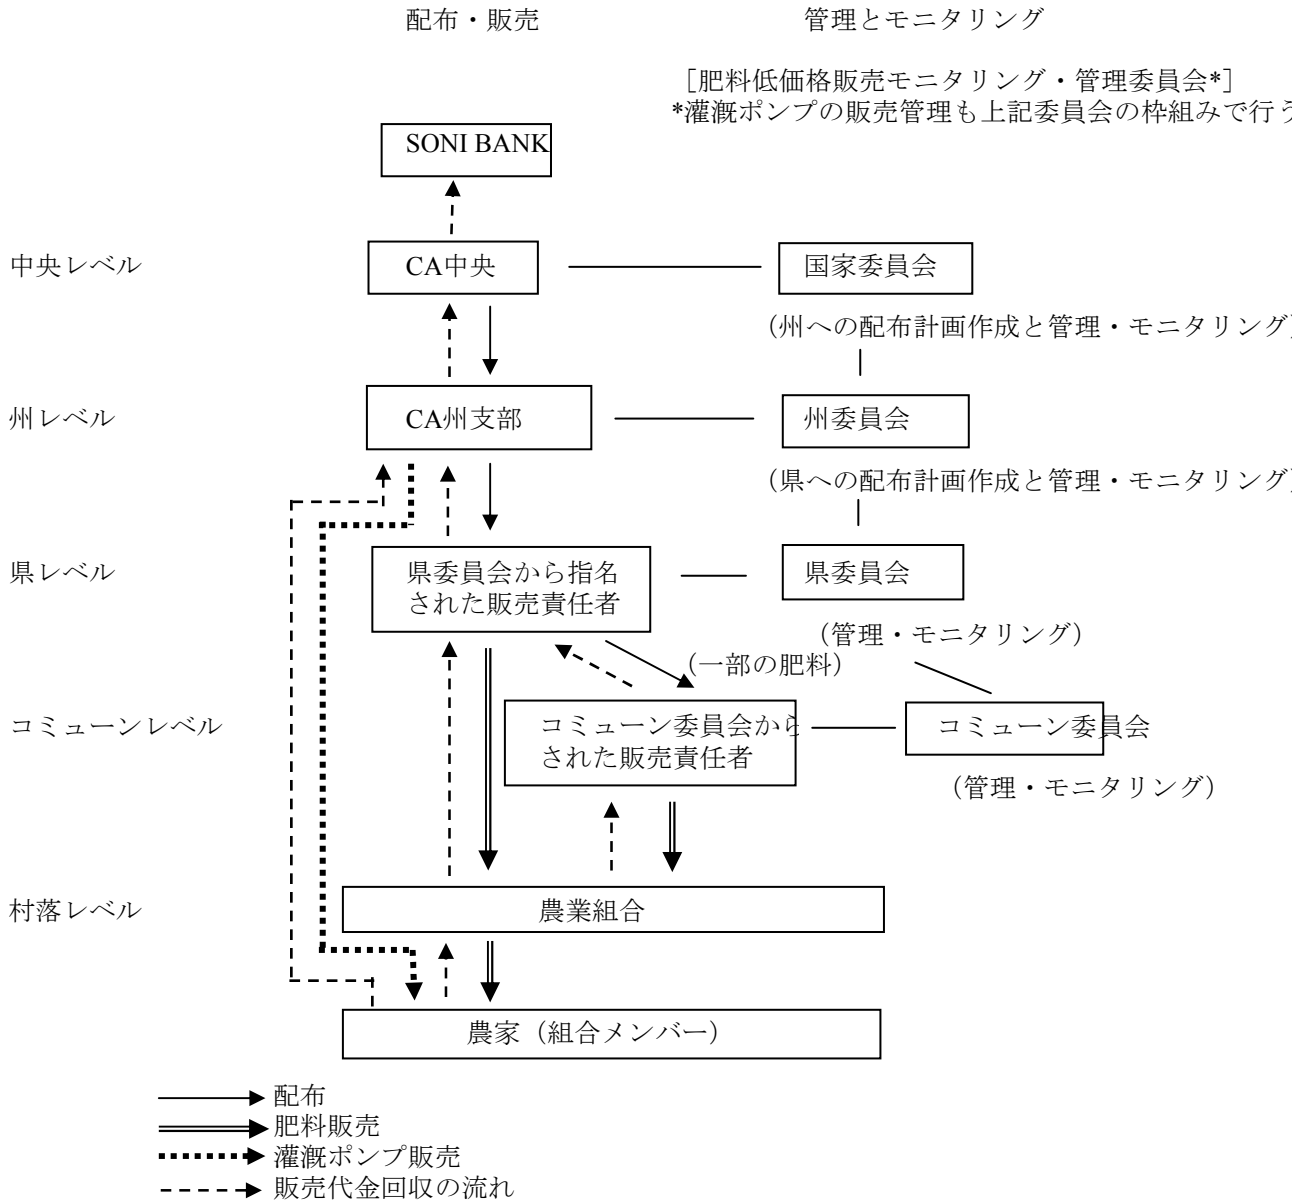 配布・販売
管理とモニタリング
［肥料低価格販売モニタリング・管理委員会*］
*灌漑ポンプの販売管理も上記委員会の枠組みで行う
SONI BANK
中央レベル
CA中央
国家委員会
（州への配布計画作成と管理・モニタリング）
州レベル
CA州支部
州委員会
（県への配布計画作成と管理・モニタリング）
県レベル
県委員会から指名
された販売責任者
県委員会
（管理・モニタリング）
（一部の肥料）
コミューンレベル
コミューン委員会から
された販売責任者
コミューン委員会
（管理・モニタリング）
村落レベル
農業組合
農家（組合メンバー）
配布
肥料販売
灌漑ポンプ販売
販売代金回収の流れ